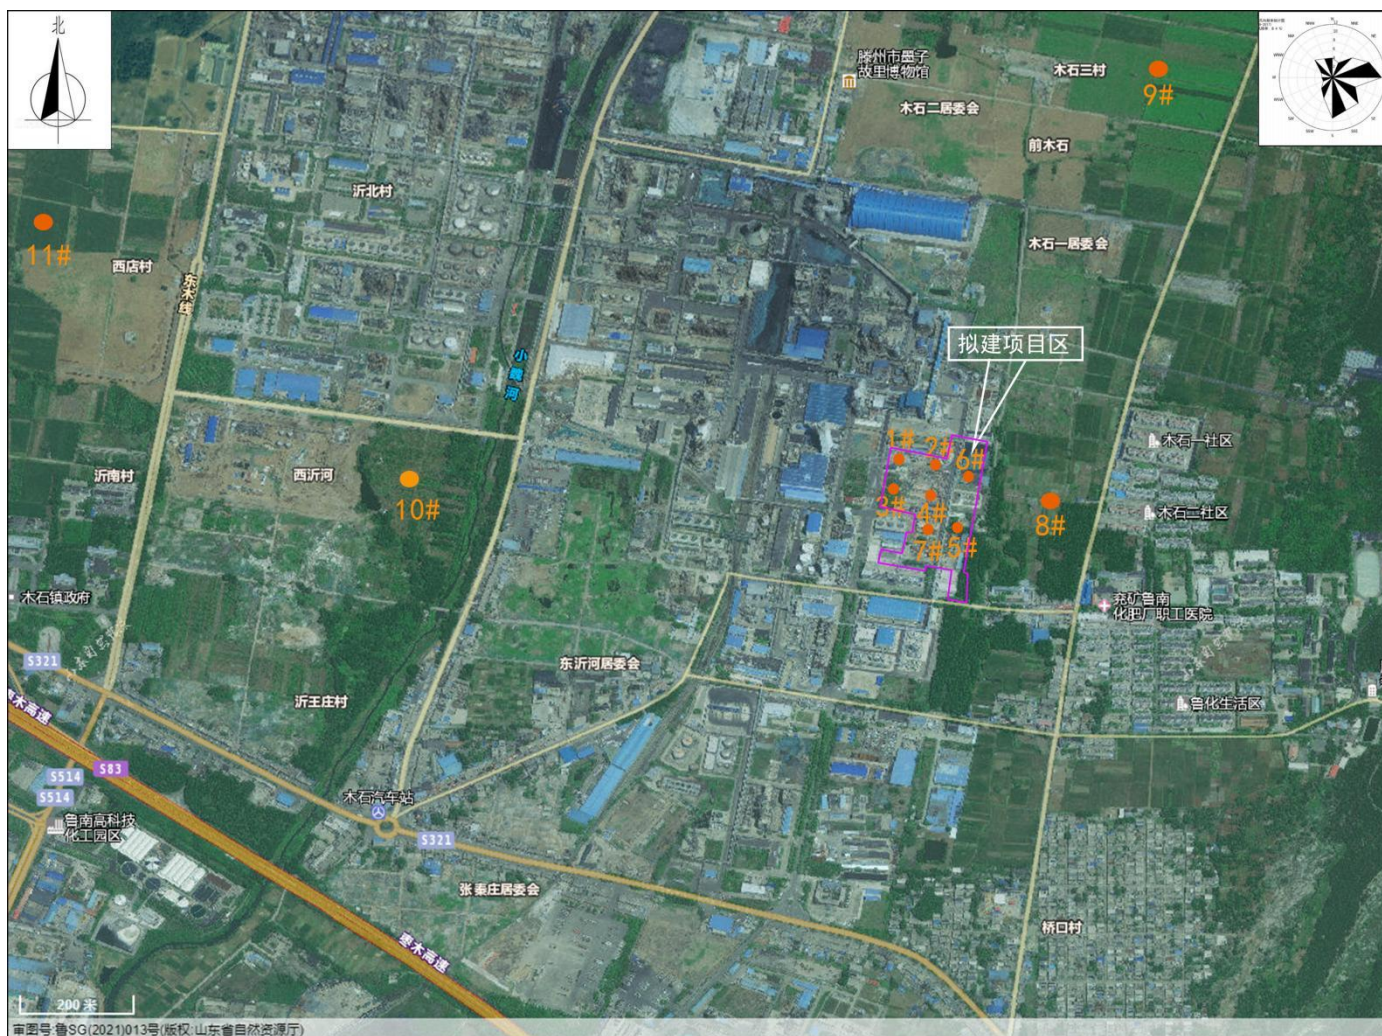 北
滕州市墨子
故里博物馆
木石三村
9#
木石二居委会
前木石
沂北村
11#
西店村
东木线
木石一居委会
小魏河
拟建项目区
1#
2#
6#
木石一社区
沂南村
西沂河
10#
3#
4#
8#
木石二社区
7#
5#
木石镇政府
兖矿鲁南
化肥厂职工医院
S321
东沂河居委会
沂王庄村
鲁化生活区
枣木高速
S83
S514
S514
木石汽车站
鲁南高科技
化工园区
S321
张秦庄居委会
桥口村
枣木高速
200 米
审图号:鲁SG(2021)013号(版权:山东省自然资源厅)